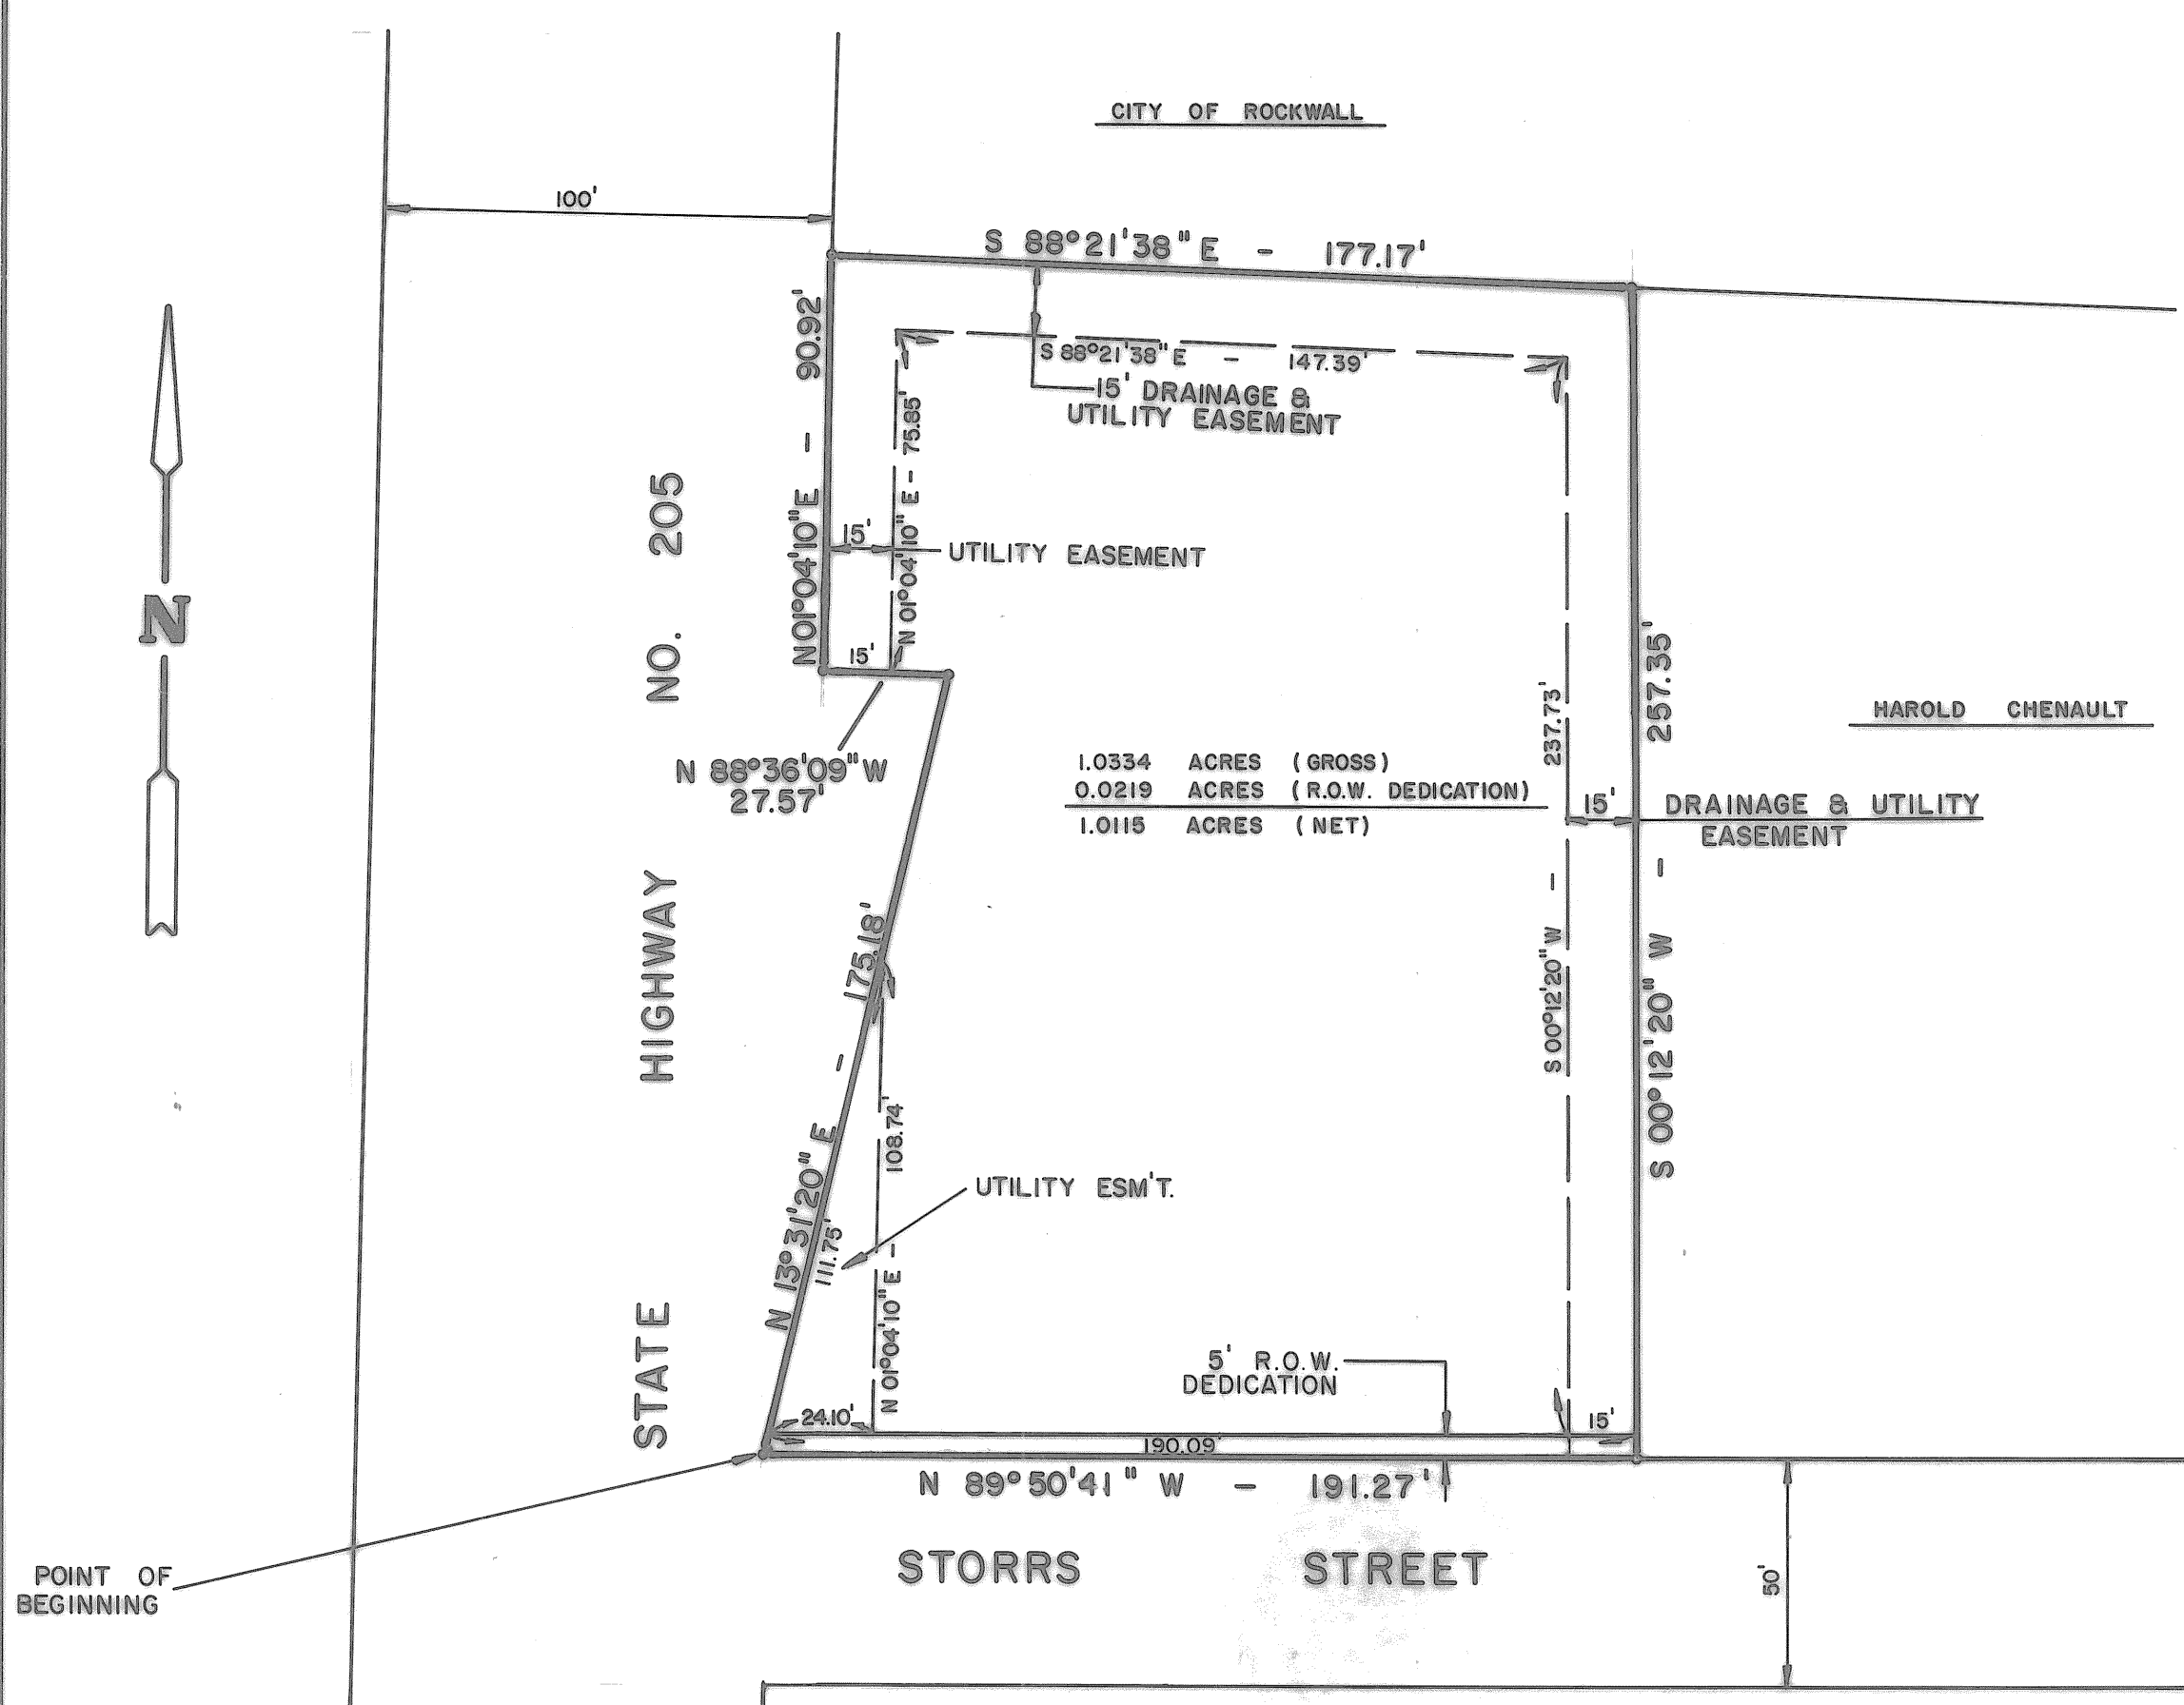 CITY OF ROCKWALL
100'
S 88°21'38" E - 177.17'
N 01°04'10" E - 90.92'
S 88°21'38" E - 147.39'
15' DRAINAGE &
UTILITY EASEMENT
N 01°04'10" E - 75.85'
15'
UTILITY EASEMENT
15'
N
STATE HIGHWAY NO. 205
N 88°36'09" W
27.57'
1.0334 ACRES (GROSS)
0.0219 ACRES (R.O.W. DEDICATION)
1.0115 ACRES (NET)
S 00°12'20" W - 237.73'
S 00°12'20" W - 257.35'
HAROLD CHENAULT
15'
DRAINAGE & UTILITY
EASEMENT
N 13°31'20" E - 175.18'
111.75'
N 01°04'10" E - 108.74'
UTILITY ESM'T.
5' R.O.W.
DEDICATION
24.10'
15'
190.09'
N 89°50'41" W - 191.27'
STORRS STREET
50'
POINT OF
BEGINNING